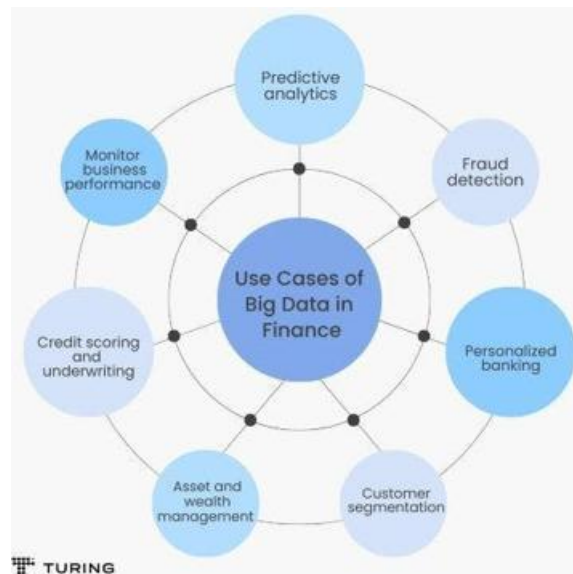 Predictive
analytics
Monitor
business
performance
Fraud
detection
Use Cases of
Big Data in
Finance
Credit scoring
and
underwriting
Personalized
banking
Asset and
wealth
management
Customer
segmentation
TURING